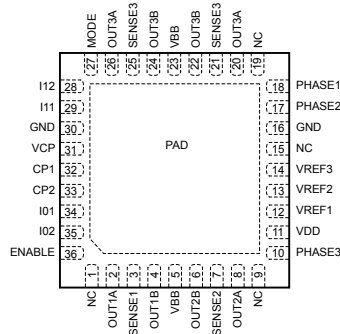 MODE
OUT3A
SENSE3
OUT3B
VBB
OUT3B
SENSE3
OUT3A
NC
27
26
25
24
23
22
21
20
19
I12 28
I11 29
GND 30
VCP 31
CP1 32
CP2 33
I01 34
I02 35
ENABLE 36
PAD
18 PHASE1
17 PHASE2
16 GND
15 NC
14 VREF3
13 VREF2
12 VREF1
11 VDD
10 PHASE3
1
2
3
4
5
6
7
8
9
NC
OUT1A
SENSE1
OUT1B
VBB
OUT2B
SENSE2
OUT2A
NC